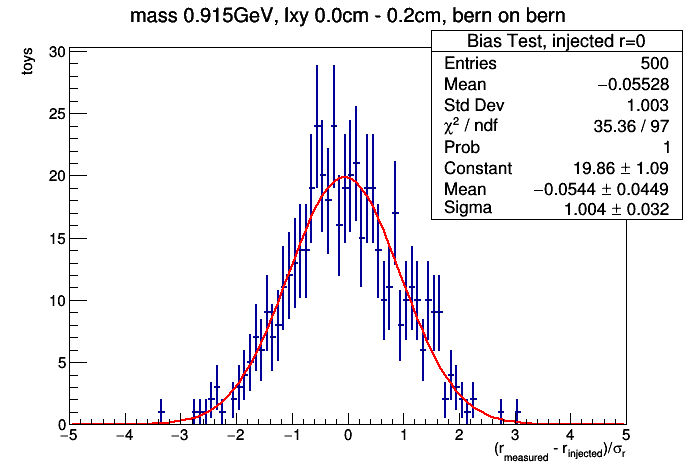 mass 0.915GeV, lxy 0.0cm - 0.2cm, bern on bern
Bias Test, injected r=0
Entries 500
Mean −0.05528
Std Dev 1.003
χ² / ndf 35.36 / 97
Prob 1
Constant 19.86 ± 1.09
Mean −0.0544 ± 0.0449
Sigma 1.004 ± 0.032
toys
30
25
20
15
10
5
0
−5 −4 −3 −2 −1 0 1 2 3 4 5
(r_measured - r_injected)/σ_r